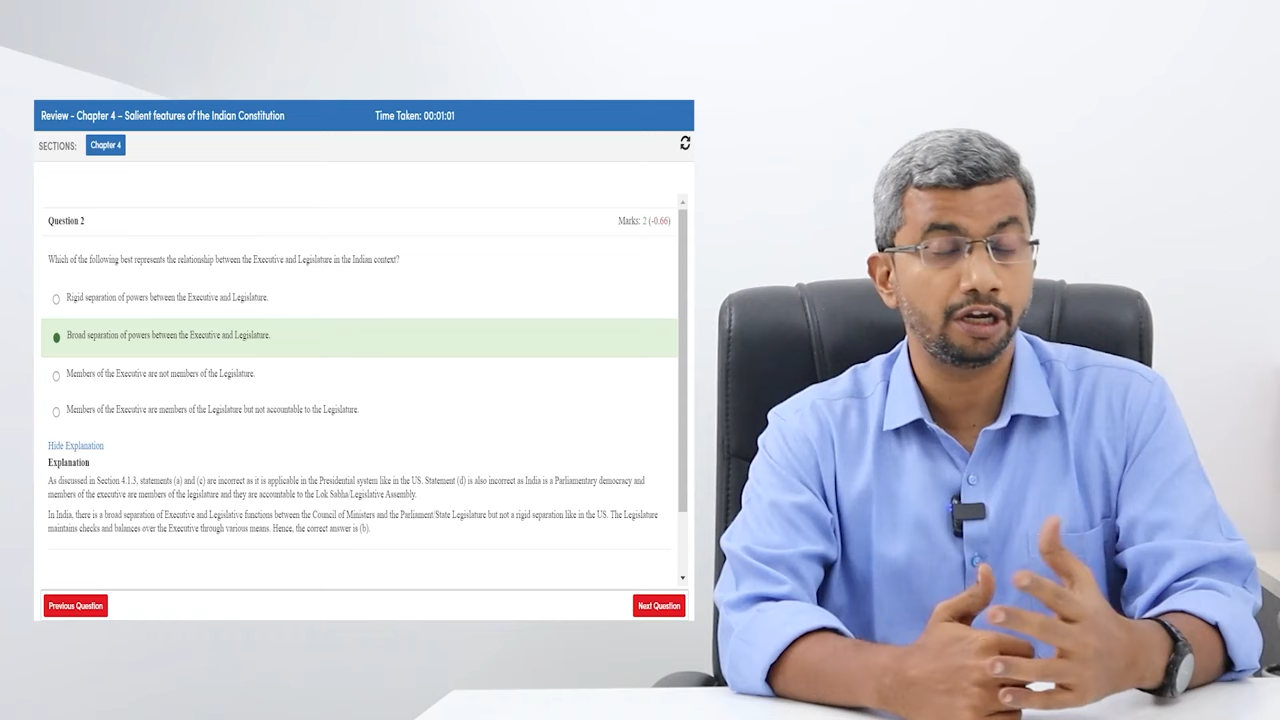 Review - Chapter 4 – Salient features of the Indian Constitution Time Taken: 00:01:01
SECTIONS: Chapter 4
Question 2 Marks: 2 (-0.66)
Which of the following best represents the relationship between the Executive and Legislature in the Indian context?
Rigid separation of powers between the Executive and Legislature.
Broad separation of powers between the Executive and Legislature.
Members of the Executive are not members of the Legislature.
Members of the Executive are members of the Legislature but not accountable to the Legislature.
Hide Explanation
Explanation
As discussed in Section 4.1.3, statements (a) and (c) are incorrect as it is applicable in the Presidential system like in the US. Statement (d) is also incorrect as India is a Parliamentary democracy and
members of the executive are members of the legislature and they are accountable to the Lok Sabha/Legislative Assembly.
In India, there is a broad separation of Executive and Legislative functions between the Council of Ministers and the Parliament/State Legislature but not a rigid separation like in the US. The Legislature
maintains checks and balances over the Executive through various means. Hence, the correct answer is (b).
Previous Question Next Question